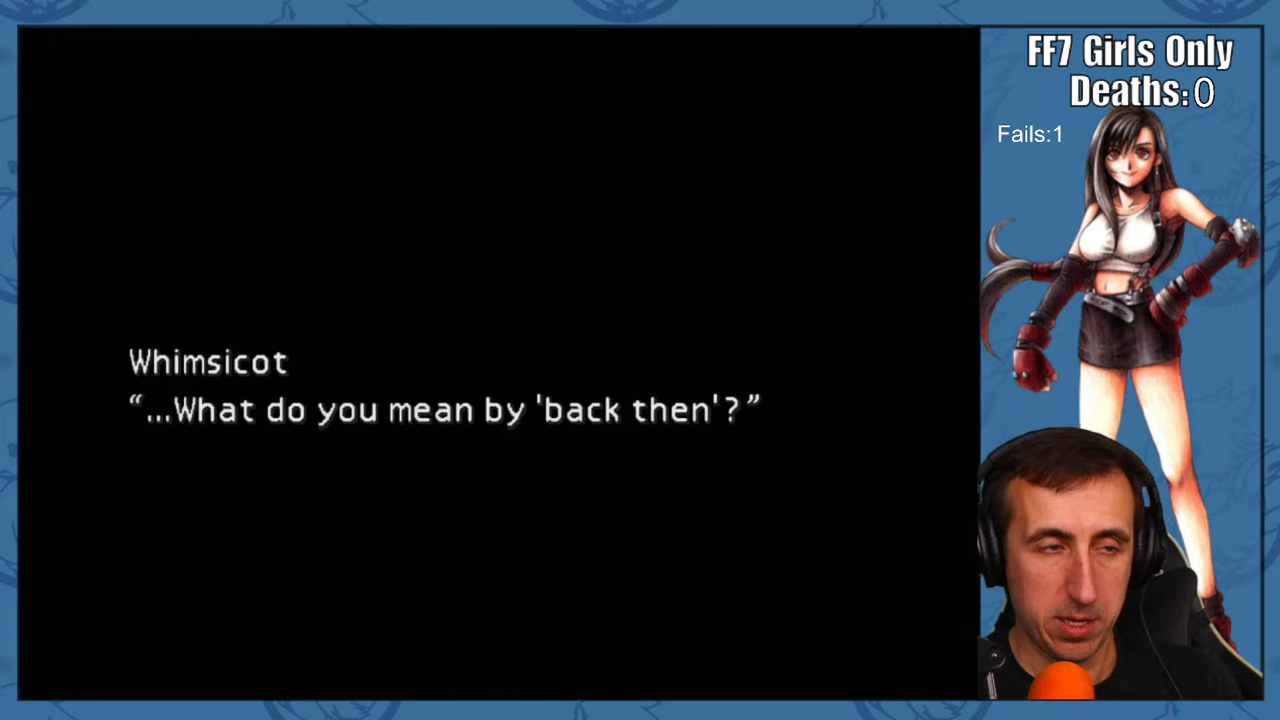 FF7 Girls Only
Deaths:0
Fails:1
Whimsicot
“...What do you mean by 'back then'?”